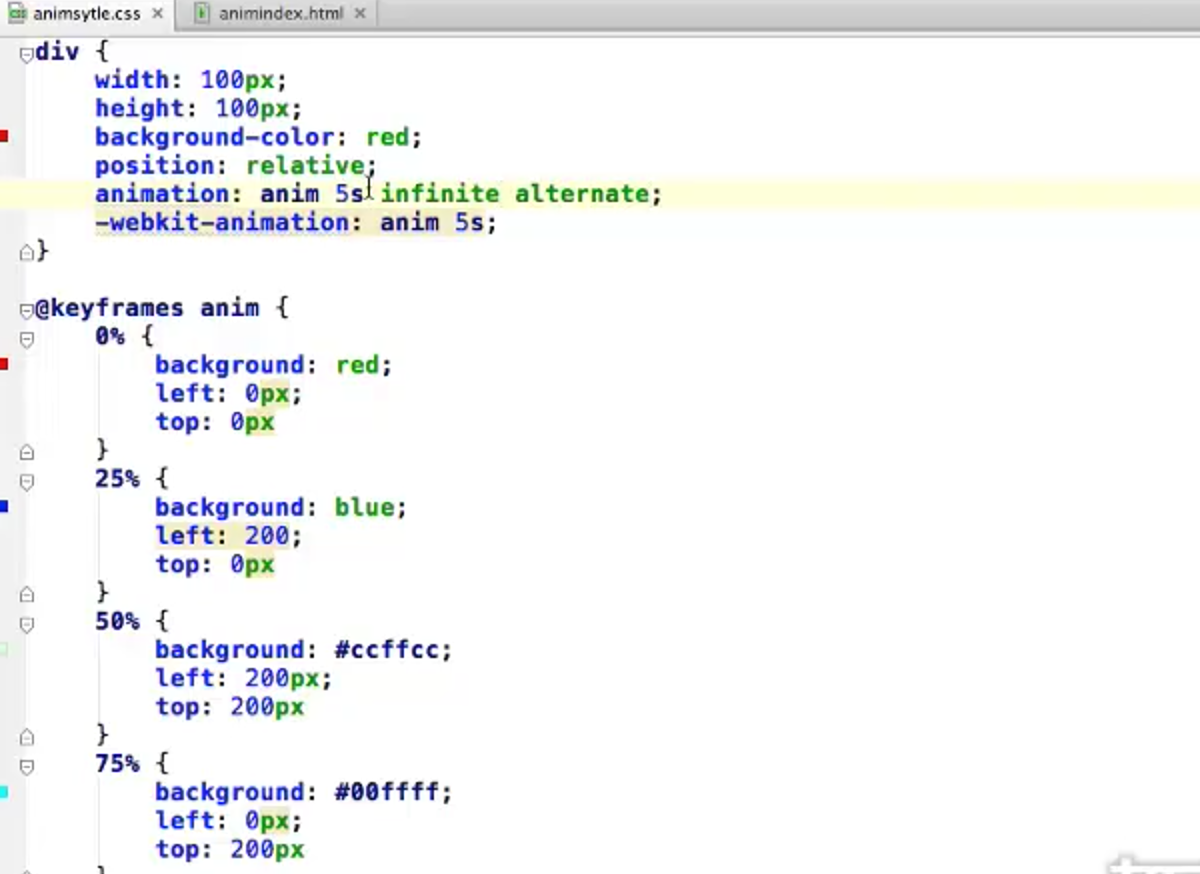 animsytle.css × animindex.html ×
div {
width: 100px;
height: 100px;
background-color: red;
position: relative;
animation: anim 5s infinite alternate;
-webkit-animation: anim 5s;
}
@keyframes anim {
0% {
background: red;
left: 0px;
top: 0px
}
25% {
background: blue;
left: 200;
top: 0px
}
50% {
background: #ccffcc;
left: 200px;
top: 200px
}
75% {
background: #00ffff;
left: 0px;
top: 200px
}